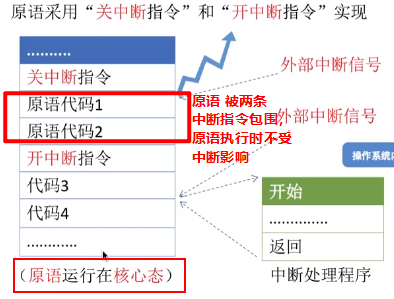 原语采用“关中断指令”和“开中断指令”实现
..........
关中断指令
原语代码1
原语代码2
开中断指令
代码3
代码4
............
（原语运行在核心态）
原语 被两条
中断指令包围,
原语执行时不受
中断影响
外部中断信号
外部中断信号
操作系统内
开始
..............
返回
中断处理程序